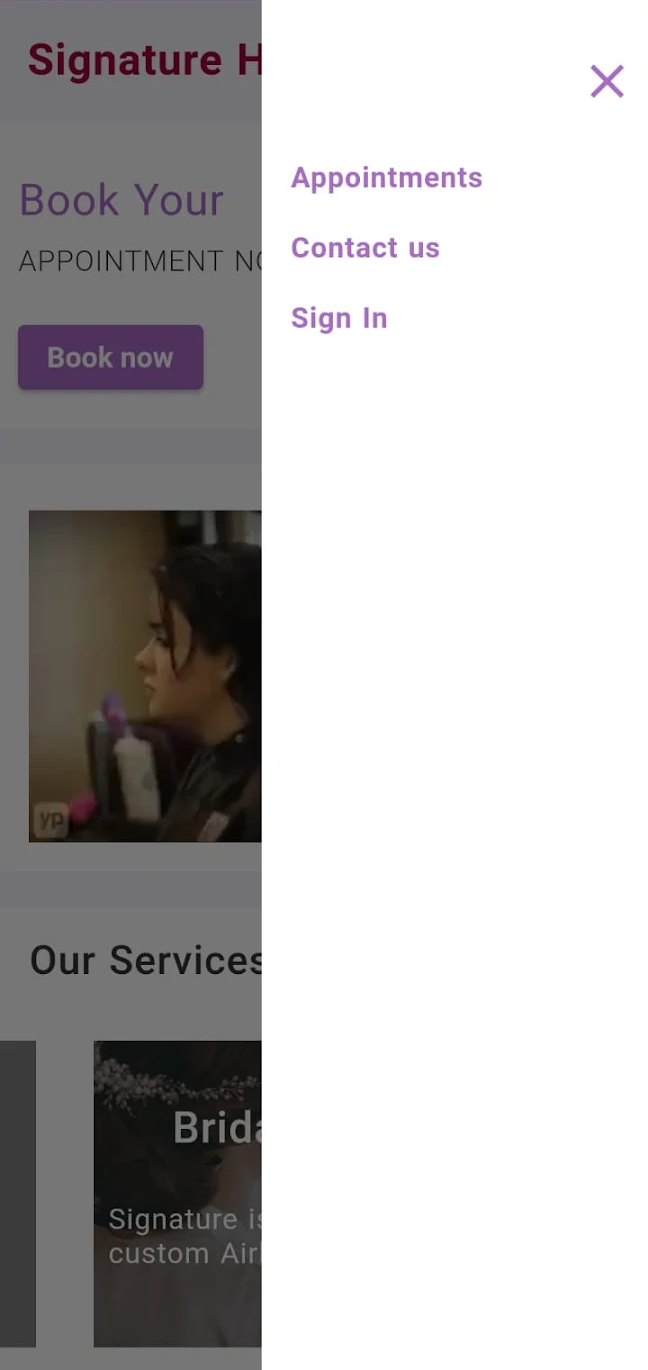 Signature H
Book Your
APPOINTMENT NO
Book now
yp
Our Services
Brida
Signature is
custom Air
Appointments
Contact us
Sign In